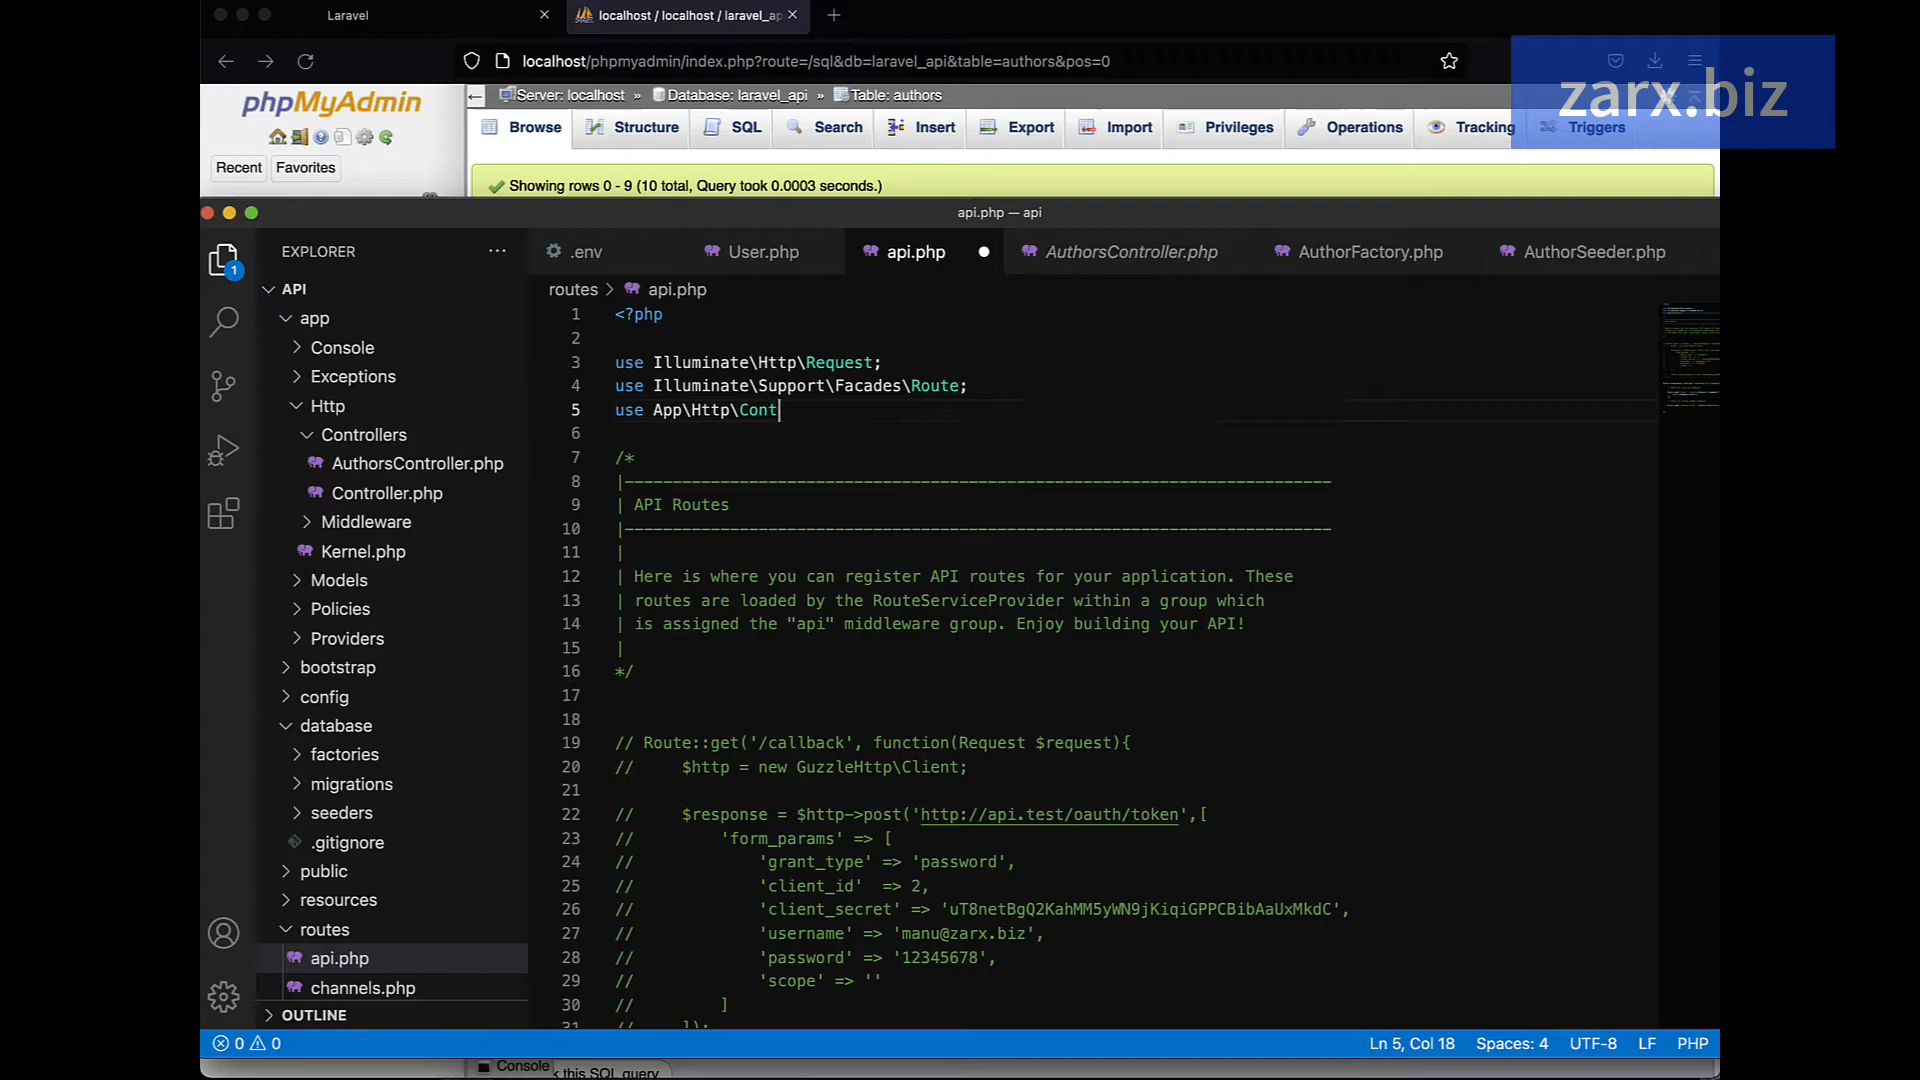 Laravel
localhost / localhost / laravel_ap
localhost/phpmyadmin/index.php?route=/sql&db=laravel_api&table=authors&pos=0
zarx.biz
phpMyAdmin
Server: localhost » Database: laravel_api » Table: authors
Browse Structure SQL Search Insert Export Import Privileges Operations Tracking Triggers
Recent Favorites
Showing rows 0 - 9 (10 total, Query took 0.0003 seconds.)
api.php — api
EXPLORER
.env User.php api.php AuthorsController.php AuthorFactory.php AuthorSeeder.php
1
routes > api.php
API
app
Console
Exceptions
Http
Controllers
AuthorsController.php
Controller.php
Middleware
Kernel.php
Models
Policies
Providers
bootstrap
config
database
factories
migrations
seeders
.gitignore
public
resources
routes
api.php
channels.php
OUTLINE
1 <?php
2
3 use Illuminate\Http\Request;
4 use Illuminate\Support\Facades\Route;
5 use App\Http\Cont
6
7 /*
8 |--------------------------------------------------------------------------
9 | API Routes
10 |--------------------------------------------------------------------------
11 |
12 | Here is where you can register API routes for your application. These
13 | routes are loaded by the RouteServiceProvider within a group which
14 | is assigned the "api" middleware group. Enjoy building your API!
15 |
16 */
17
18
19 // Route::get('/callback', function(Request $request){
20 //     $http = new GuzzleHttp\Client;
21
22 //     $response = $http->post('http://api.test/oauth/token',[
23 //         'form_params' => [
24 //             'grant_type' => 'password',
25 //             'client_id'  => 2,
26 //             'client_secret' => 'uT8netBgQ2KahMM5yWN9jKiqiGPPCBibAaUxMkdC',
27 //             'username' => 'manu@zarx.biz',
28 //             'password' => '12345678',
29 //             'scope' => ''
30 //         ]
31 //     ]);
0 0
Ln 5, Col 18 Spaces: 4 UTF-8 LF PHP
Console
this SQL query